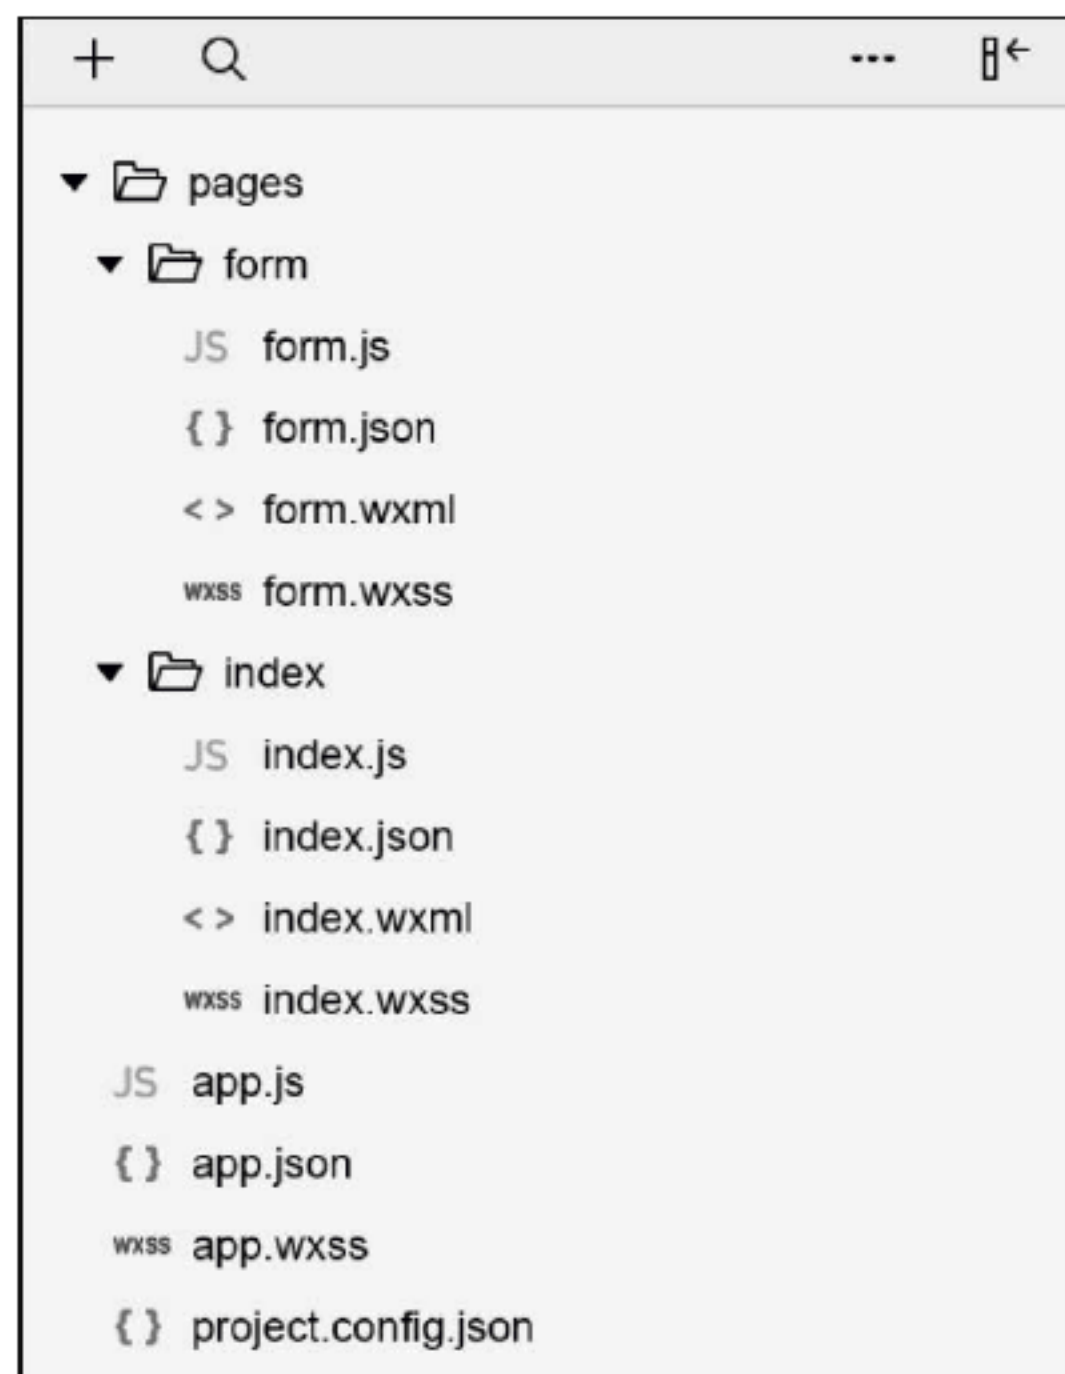 pages
form
JS form.js
{ } form.json
< > form.wxml
wxss form.wxss
index
JS index.js
{ } index.json
< > index.wxml
wxss index.wxss
JS app.js
{ } app.json
wxss app.wxss
{ } project.config.json